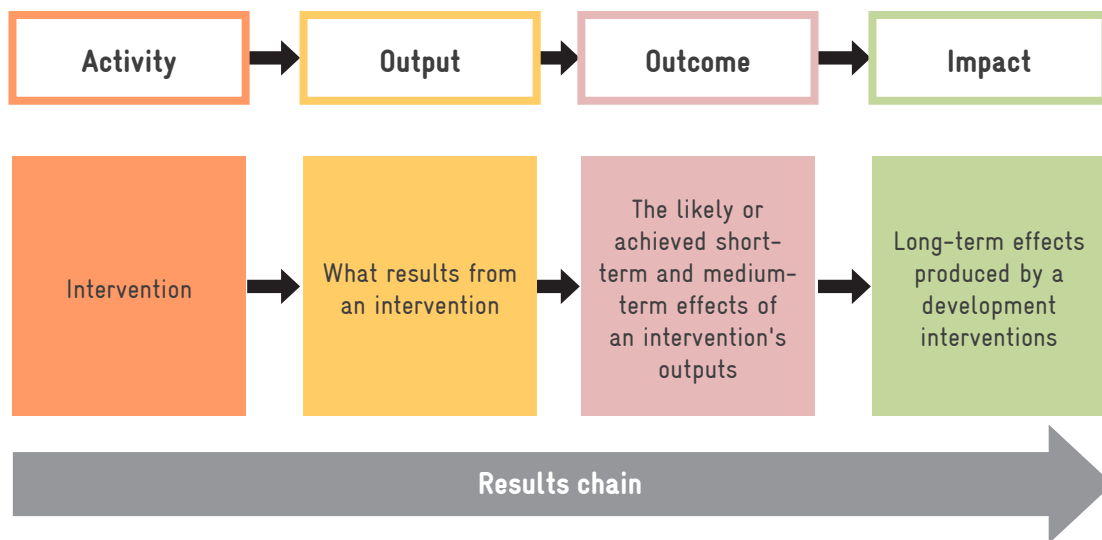 Activity
Output
Outcome
Impact
Intervention
What results from
an intervention
The likely or
achieved short-
term and medium-
term effects of
an intervention's
outputs
Long-term effects
produced by a
development
interventions
Results chain